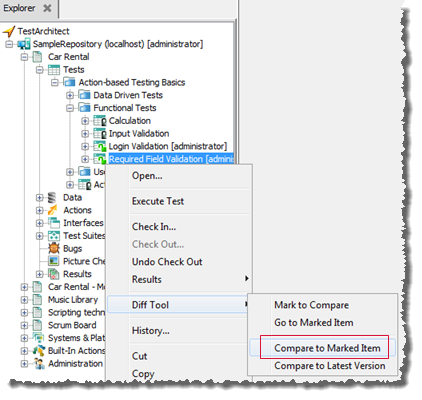 Explorer
TestArchitect
SampleRepository (localhost) [administrator]
Car Rental
Tests
Action-based Testing Basics
Data Driven Tests
Functional Tests
Calculation
Input Validation
Login Validation [administrator]
Required Field Validation [admini
Use
Act
Data
Actions
Interfaces
Test Suites
Bugs
Picture Che
Results
Car Rental - M
Music Library
Scripting techn
Scrum Board
Systems & Pla
Built-In Actions
Administration
Open...
Execute Test
Check In...
Check Out...
Undo Check Out
Results
Diff Tool
History...
Cut
Copy
Mark to Compare
Go to Marked Item
Compare to Marked Item
Compare to Latest Version